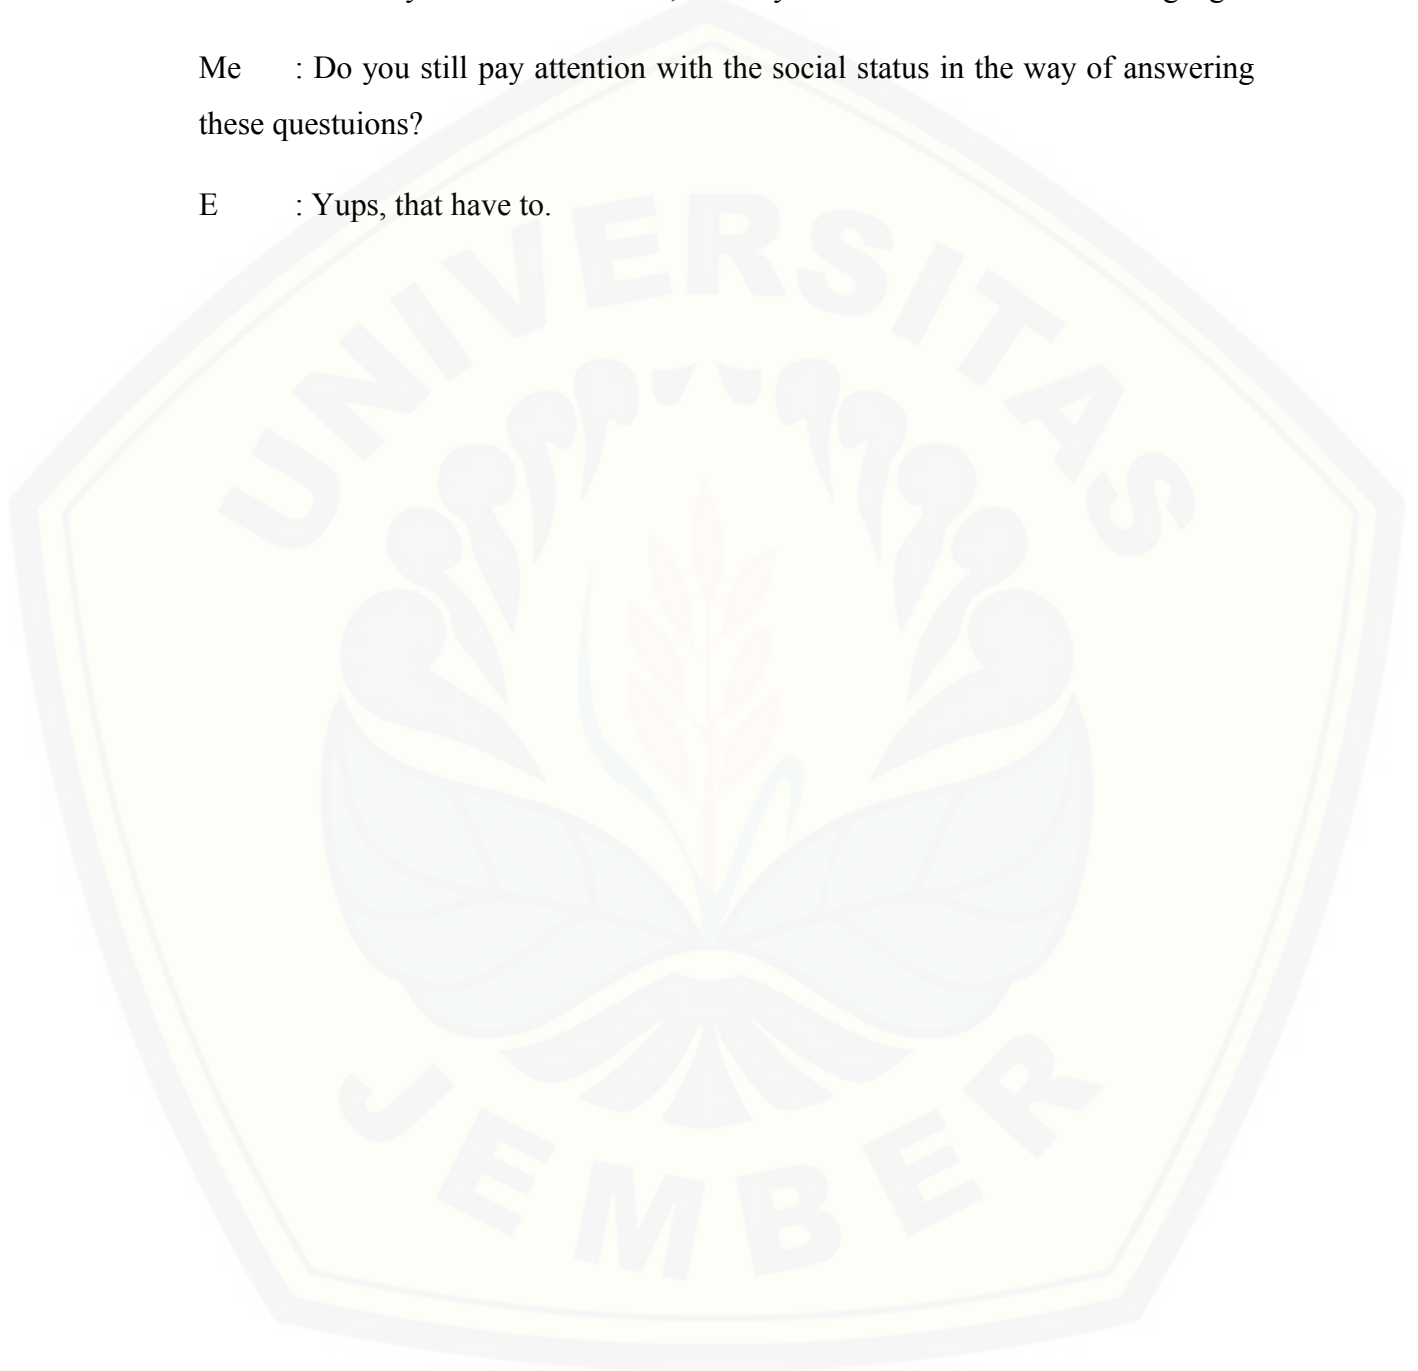 Me : Do you still pay attention with the social status in the way of answering
these questuions?
E : Yups, that have to.
UNIVERSITAS
JEMBER